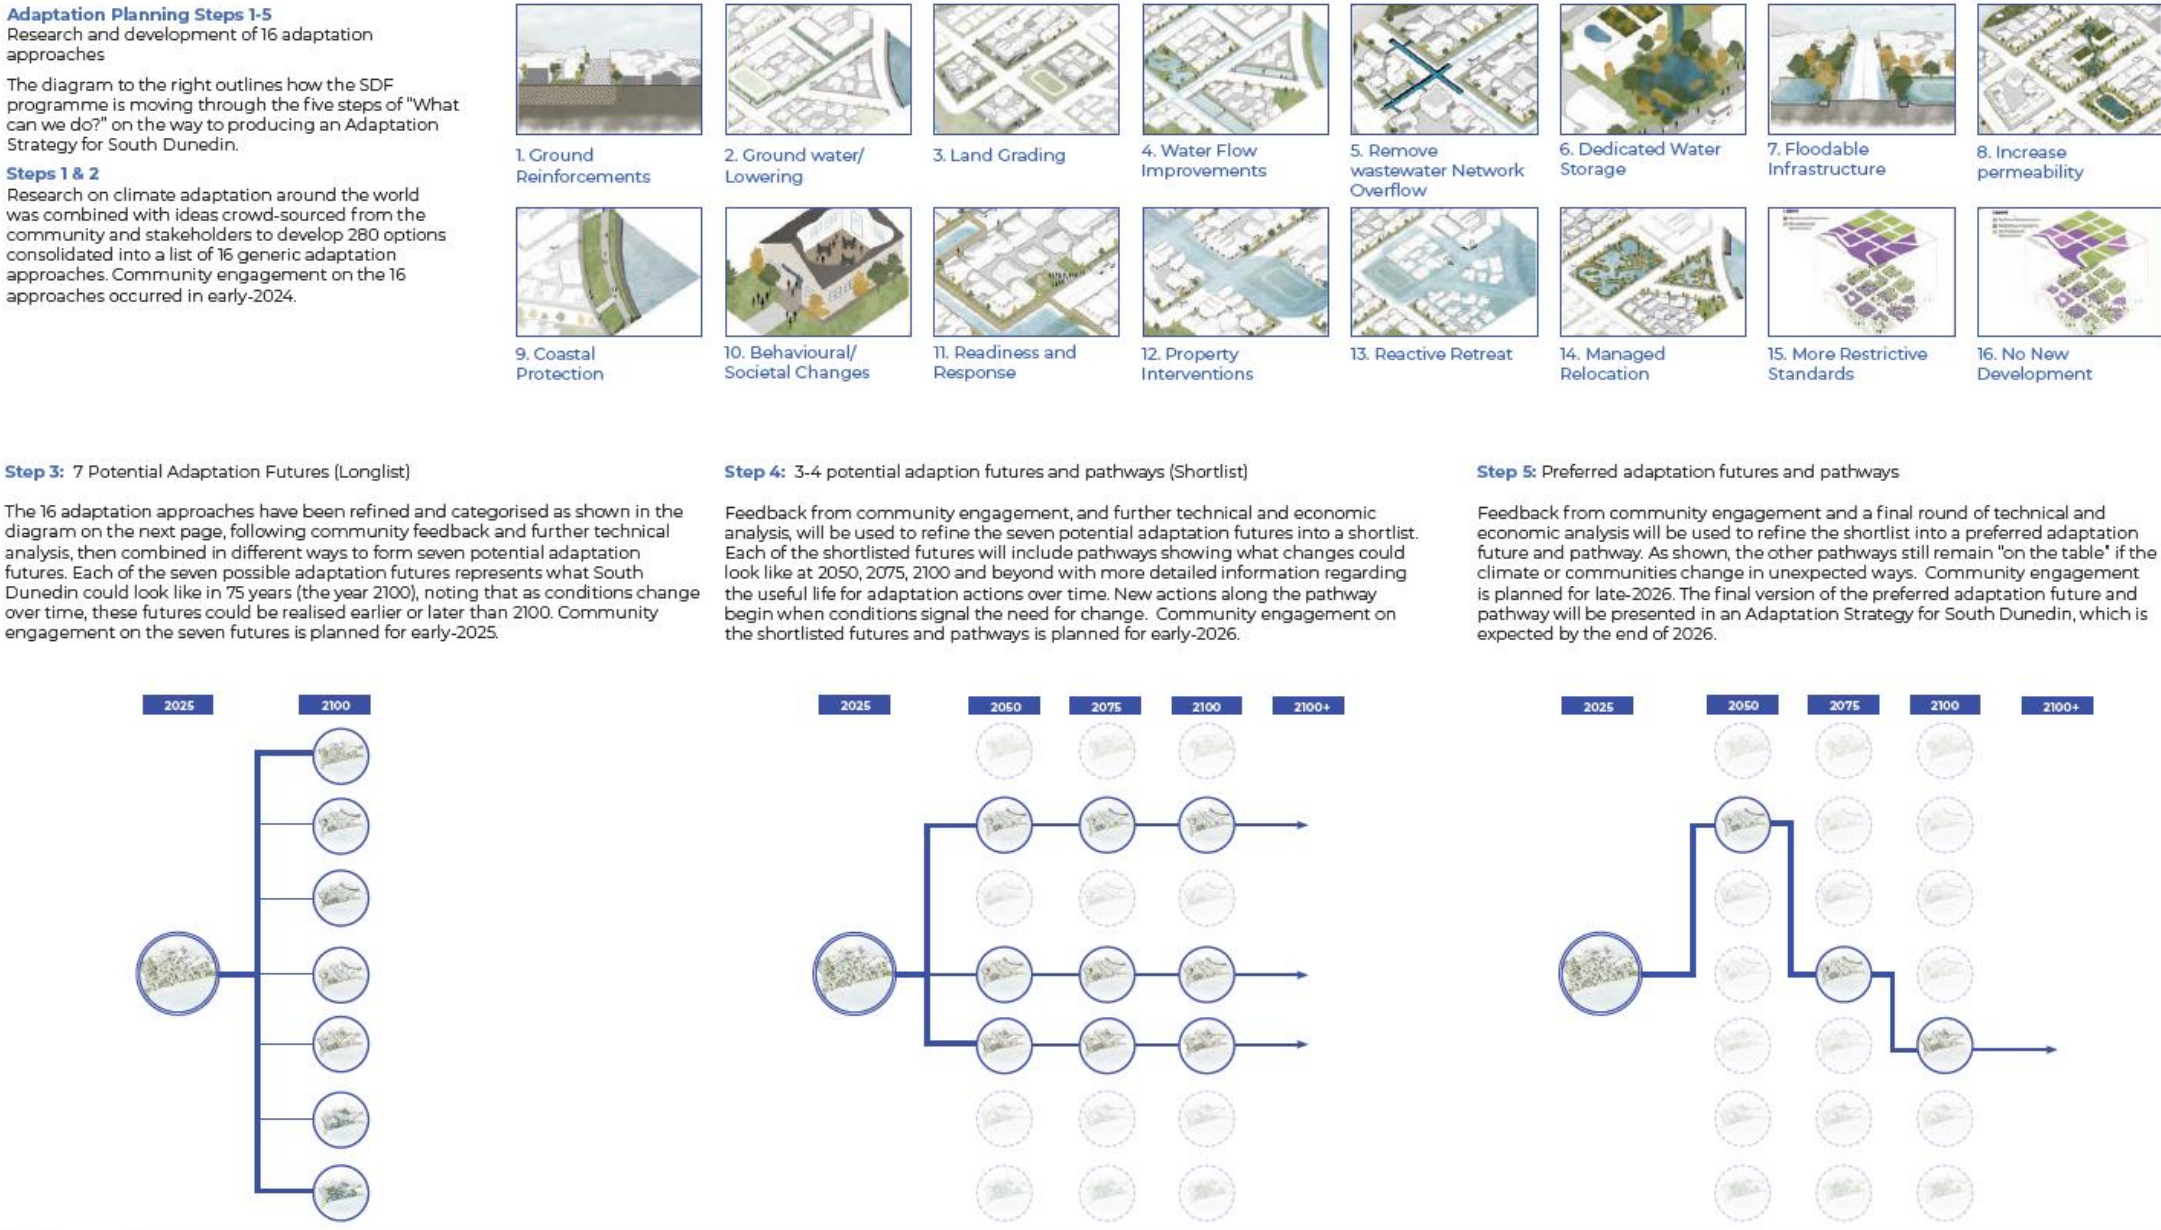 Adaptation Planning Steps 1-5
Research and development of 16 adaptation
approaches
The diagram to the right outlines how the SDF
programme is moving through the five steps of "What
can we do?" on the way to producing an Adaptation
Strategy for South Dunedin.
Steps 1 & 2
Research on climate adaptation around the world
was combined with ideas crowd-sourced from the
community and stakeholders to develop 280 options
consolidated into a list of 16 generic adaptation
approaches. Community engagement on the 16
approaches occurred in early-2024.
1. Ground
Reinforcements
2. Ground water/
Lowering
3. Land Grading
4. Water Flow
Improvements
5. Remove
wastewater Network
Overflow
6. Dedicated Water
Storage
7. Floodable
Infrastructure
8. Increase
permeability
9. Coastal
Protection
10. Behavioural/
Societal Changes
11. Readiness and
Response
12. Property
Interventions
13. Reactive Retreat
14. Managed
Relocation
15. More Restrictive
Standards
16. No New
Development
Step 3: 7 Potential Adaptation Futures (Longlist)
The 16 adaptation approaches have been refined and categorised as shown in the
diagram on the next page, following community feedback and further technical
analysis, then combined in different ways to form seven potential adaptation
futures. Each of the seven possible adaptation futures represents what South
Dunedin could look like in 75 years (the year 2100), noting that as conditions change
over time, these futures could be realised earlier or later than 2100. Community
engagement on the seven futures is planned for early-2025.
2025
2100
Step 4: 3-4 potential adaption futures and pathways (Shortlist)
Feedback from community engagement, and further technical and economic
analysis, will be used to refine the seven potential adaptation futures into a shortlist.
Each of the shortlisted futures will include pathways showing what changes could
look like at 2050, 2075, 2100 and beyond with more detailed information regarding
the useful life for adaptation actions over time. New actions along the pathway
begin when conditions signal the need for change. Community engagement on
the shortlisted futures and pathways is planned for early-2026.
2025
2050
2075
2100
2100+
Step 5: Preferred adaptation futures and pathways
Feedback from community engagement and a final round of technical and
economic analysis will be used to refine the shortlist into a preferred adaptation
future and pathway. As shown, the other pathways still remain "on the table" if the
climate or communities change in unexpected ways. Community engagement
is planned for late-2026. The final version of the preferred adaptation future and
pathway will be presented in an Adaptation Strategy for South Dunedin, which is
expected by the end of 2026.
2025
2050
2075
2100
2100+